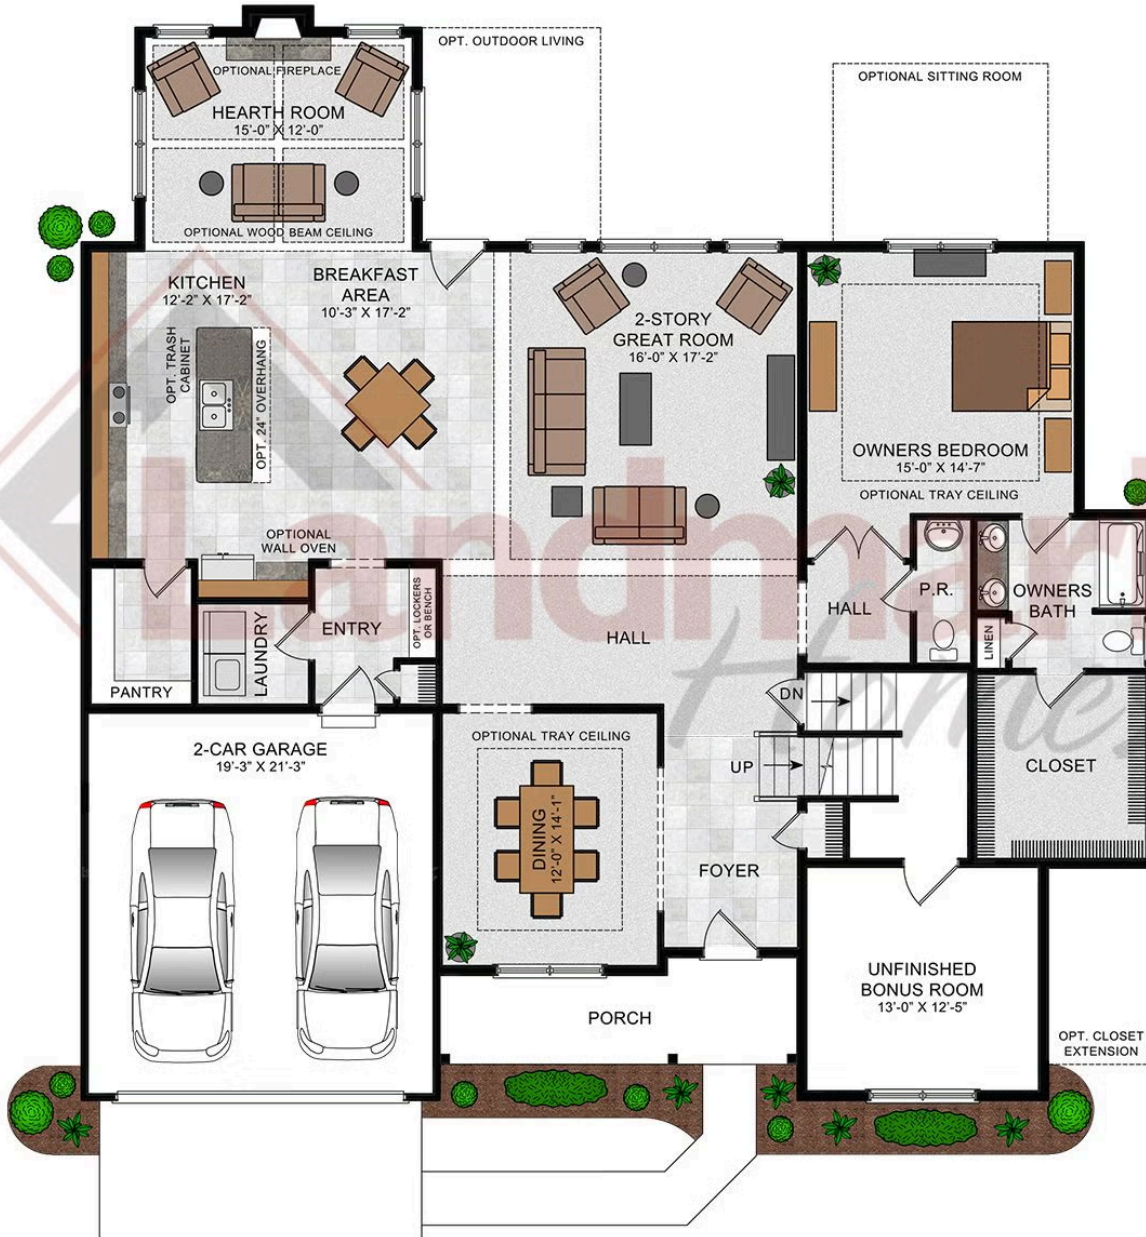 OPT. OUTDOOR LIVING
OPTIONAL SITTING ROOM
OPTIONAL FIREPLACE
HEARTH ROOM
15'-0" X 12'-0"
OPTIONAL WOOD BEAM CEILING
KITCHEN
12'-2" X 17'-2"
BREAKFAST
AREA
10'-3" X 17'-2"
2-STORY
GREAT ROOM
16'-0" X 17'-2"
OPT. TRASH
CABINET
OPT. 24" OVERHANG
OWNERS BEDROOM
15'-0" X 14'-7"
OPTIONAL TRAY CEILING
OPTIONAL
WALL OVEN
Landmark
Homes
PANTRY
LAUNDRY
ENTRY
OPT. LOCKERS
OR BENCH
HALL
HALL
P.R.
OWNERS
BATH
LINEN
DN
UP
CLOSET
2-CAR GARAGE
19'-3" X 21'-3"
OPTIONAL TRAY CEILING
DINING
12'-0" X 14'-1"
FOYER
UNFINISHED
BONUS ROOM
13'-0" X 12'-5"
PORCH
OPT. CLOSET
EXTENSION